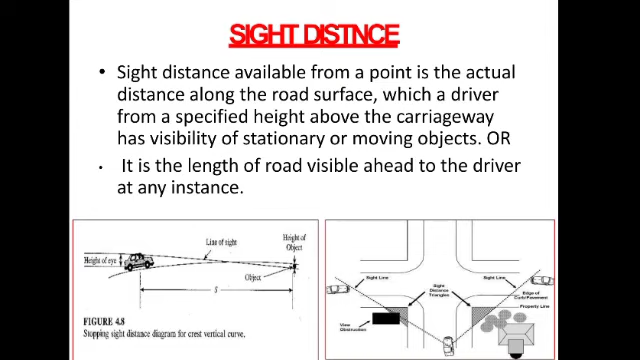 SIGHT DISTNCE
• Sight distance available from a point is the actual
distance along the road surface, which a driver
from a specified height above the carriageway
has visibility of stationary or moving objects. OR
• It is the length of road visible ahead to the driver
at any instance.
Height of eye
Line of sight
Height of
Object
Object
S
FIGURE 4.8
Stopping sight distance diagram for crest vertical curve.
Sight Line
Sight
Distance
Triangles
Sight Line
Edge of
Curb/Pavement
Property Line
View
Obstruction